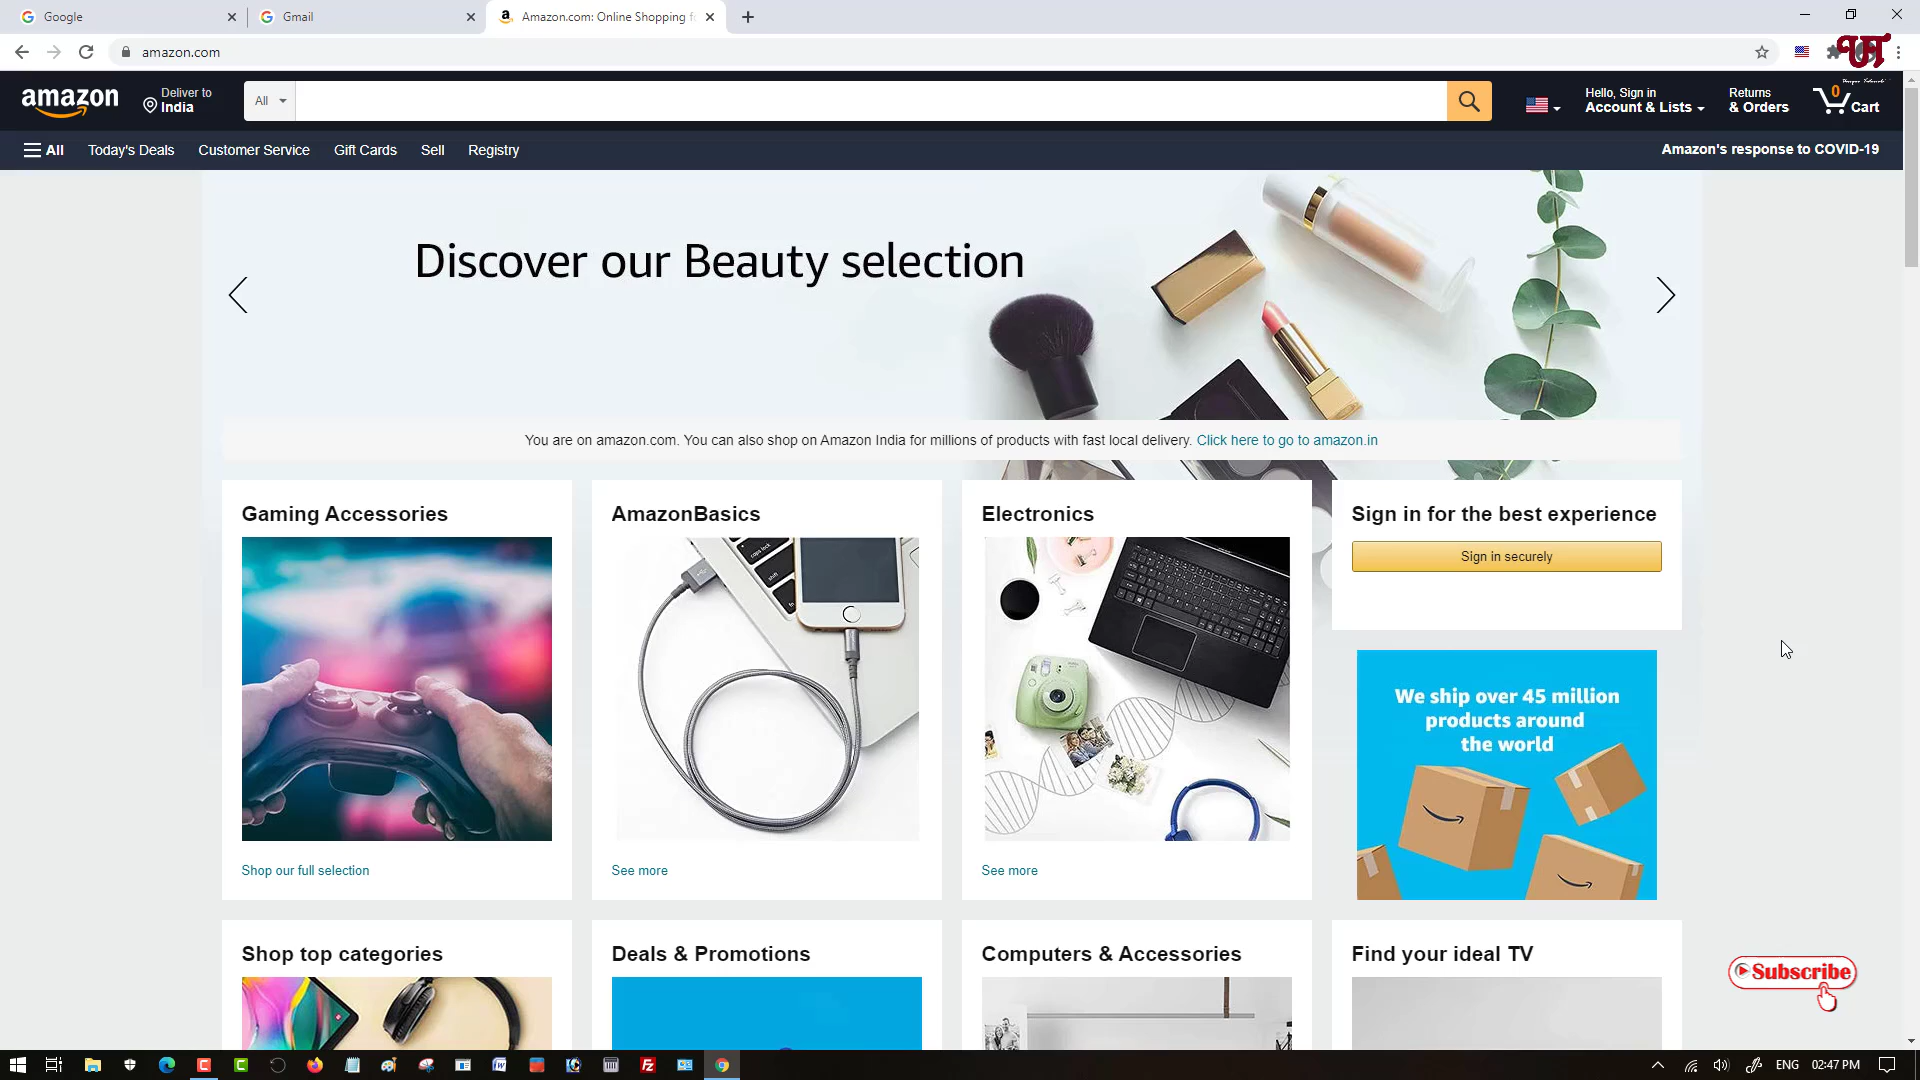 Google
Gmail
Amazon.com: Online Shopping f
amazon.com
amazon
Deliver to
India
All
Hello, Sign in
Account & Lists
Returns
& Orders
0
Cart
All
Today's Deals
Customer Service
Gift Cards
Sell
Registry
Amazon's response to COVID-19
Discover our Beauty selection
You are on amazon.com. You can also shop on Amazon India for millions of products with fast local delivery. Click here to go to amazon.in
Gaming Accessories
AmazonBasics
Electronics
Sign in for the best experience
Sign in securely
We ship over 45 million
products around
the world
Shop our full selection
See more
See more
Shop top categories
Deals & Promotions
Computers & Accessories
Find your ideal TV
Subscribe
ENG
02:47 PM